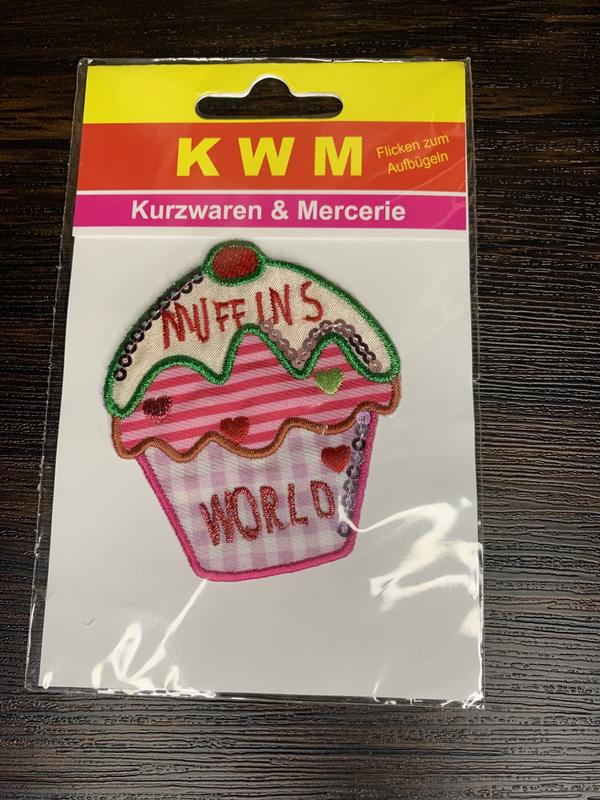 K W M
Flicken zum
Aufbügeln
Kurzwaren & Mercerie
MUFFINS
WORLD